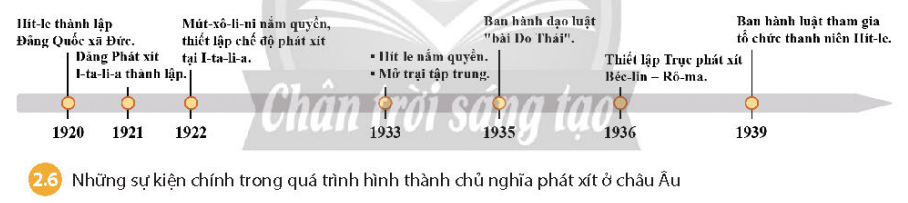 Hít-le thành lập
Đảng Quốc xã Đức.
Đảng Phát xít
I-ta-li-a thành lập.
Mút-xô-li-ni nắm quyền,
thiết lập chế độ phát xít
tại I-ta-li-a.
▪ Hít le nắm quyền.
▪ Mở trại tập trung.
Ban hành đạo luật
"bài Do Thái".
Thiết lập Trục phát xít
Béc-lin – Rô-ma.
Ban hành luật tham gia
tổ chức thanh niên Hít-le.
Chân trời sáng tạo
1920 1921 1922 1933 1935 1936 1939
2.6 Những sự kiện chính trong quá trình hình thành chủ nghĩa phát xít ở châu Âu